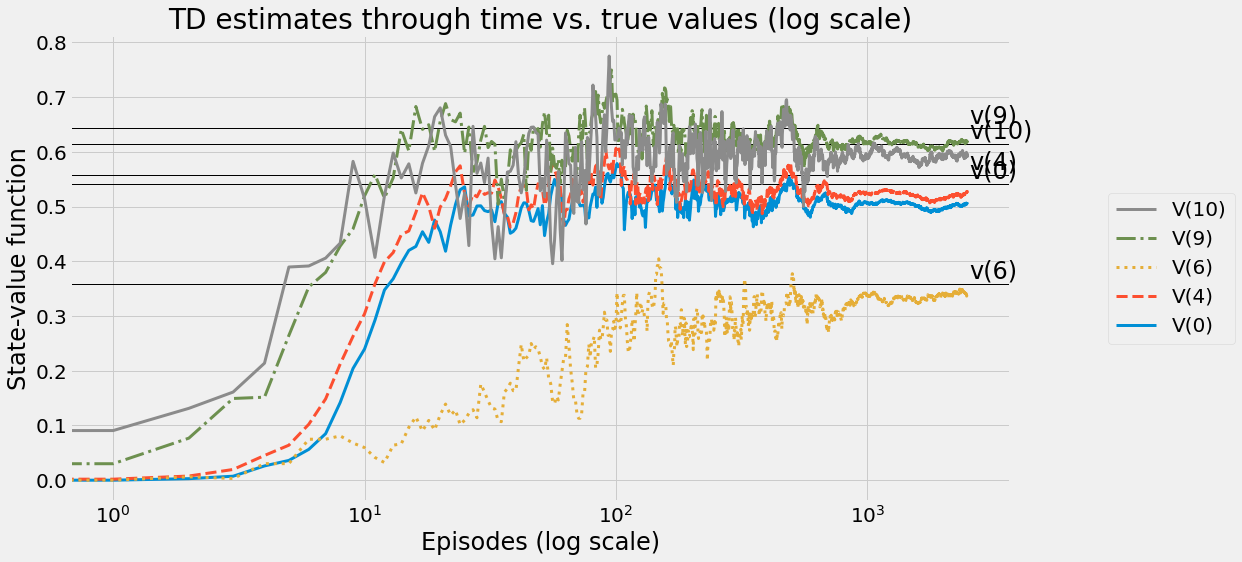 TD estimates through time vs. true values (log scale)
State-value function
0.8
0.7
0.6
0.5
0.4
0.3
0.2
0.1
0.0
v(9)
v(10)
v(4)
v(0)
v(6)
V(10)
V(9)
V(6)
V(4)
V(0)
10⁰ 10¹ 10² 10³
Episodes (log scale)